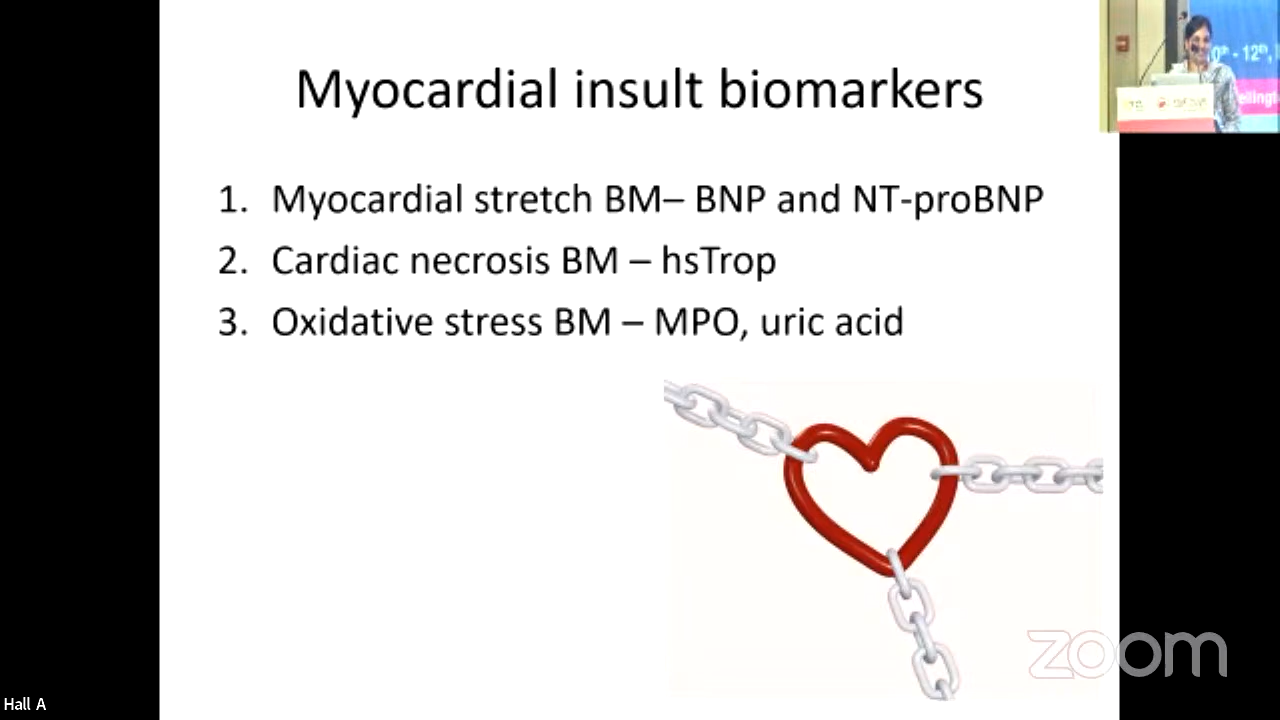 Myocardial insult biomarkers
1. Myocardial stretch BM– BNP and NT-proBNP
2. Cardiac necrosis BM – hsTrop
3. Oxidative stress BM – MPO, uric acid
zoom
Hall A